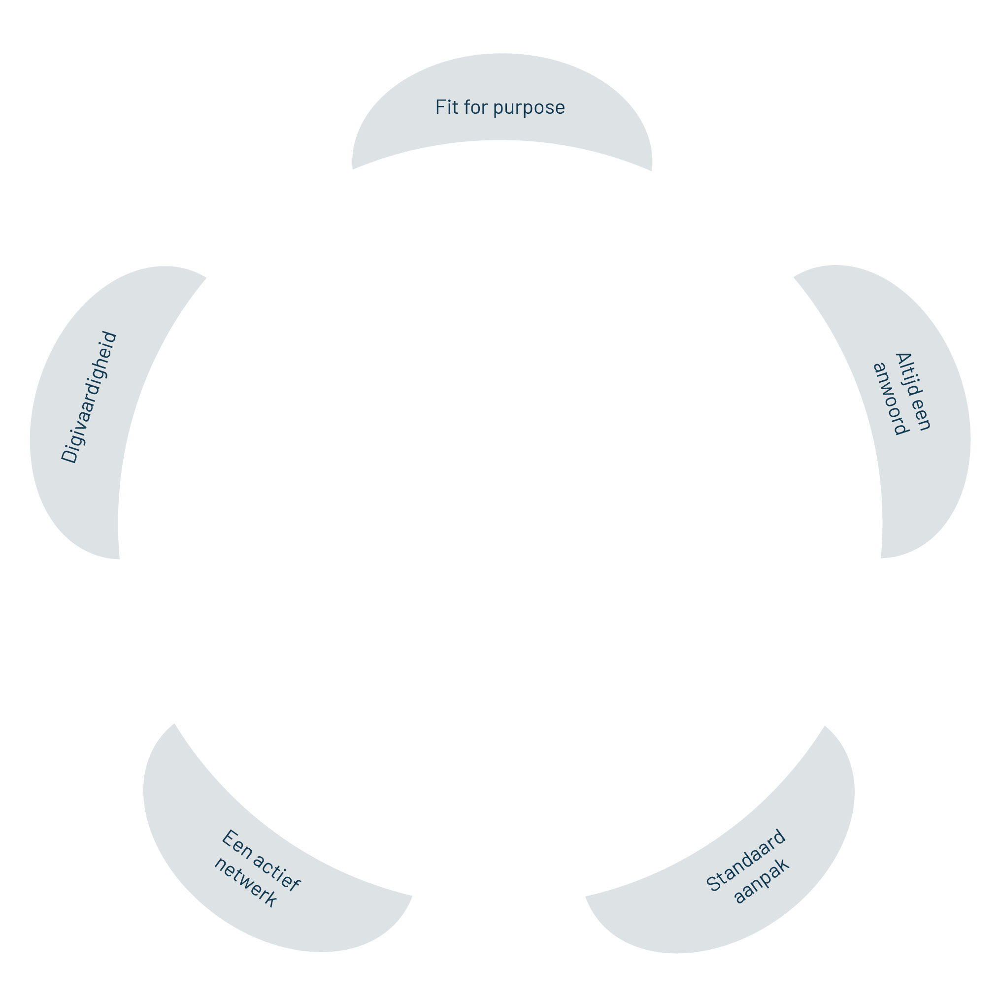 Fit for purpose
Altijd een
anwoord
Standaard
aanpak
Een actief
netwerk
Digivaardigheid